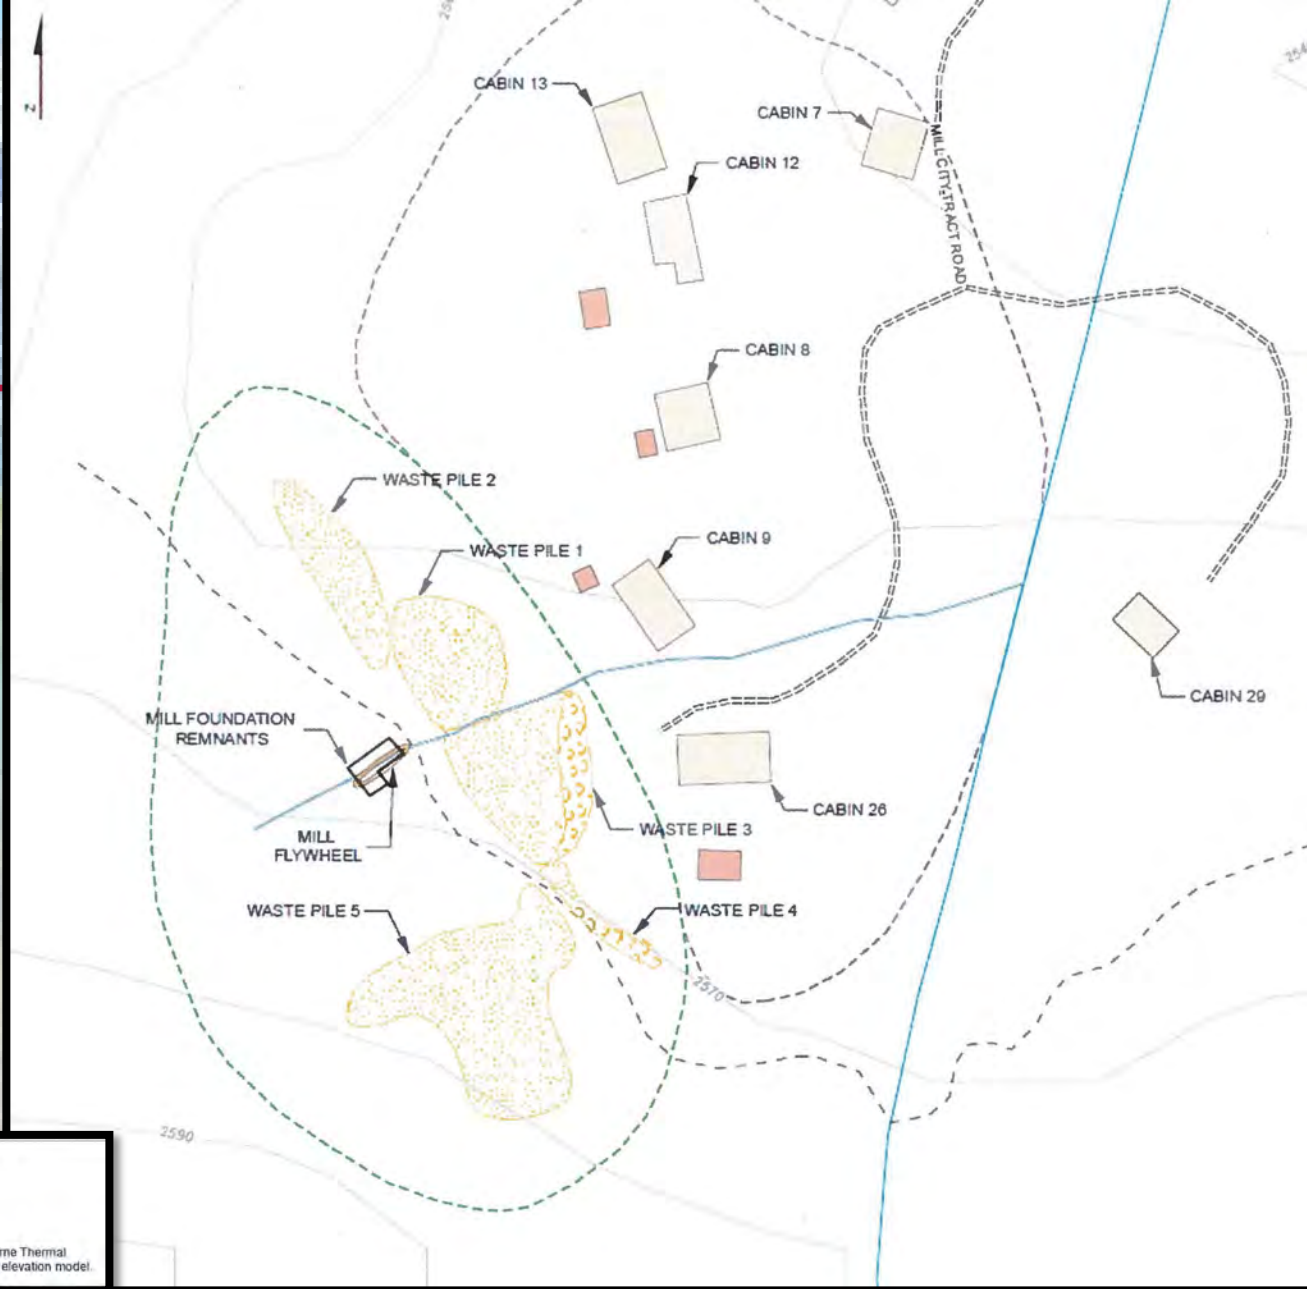 N
CABIN 13
CABIN 7
CABIN 12
MILL CITY TRACT ROAD
CABIN 8
WASTE PILE 2
CABIN 9
WASTE PILE 1
CABIN 29
MILL FOUNDATION
REMNANTS
CABIN 26
WASTE PILE 3
MILL
FLYWHEEL
WASTE PILE 5
WASTE PILE 4
2570
2590
rne Thermal
elevation model.